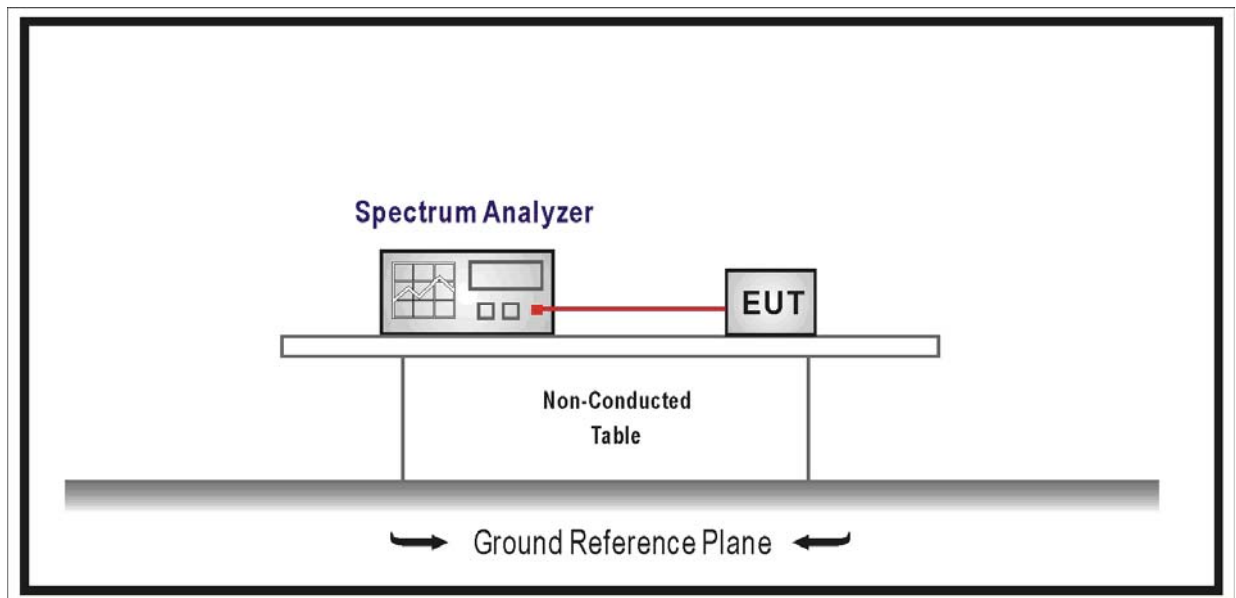 Spectrum Analyzer
EUT
Non-Conducted
Table
Ground Reference Plane